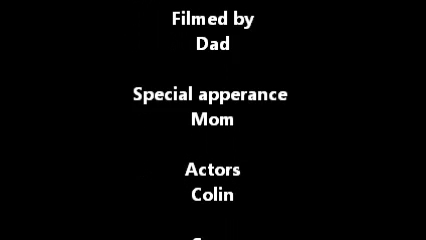 Filmed by
Dad
Special apperance
Mom
Actors
Colin